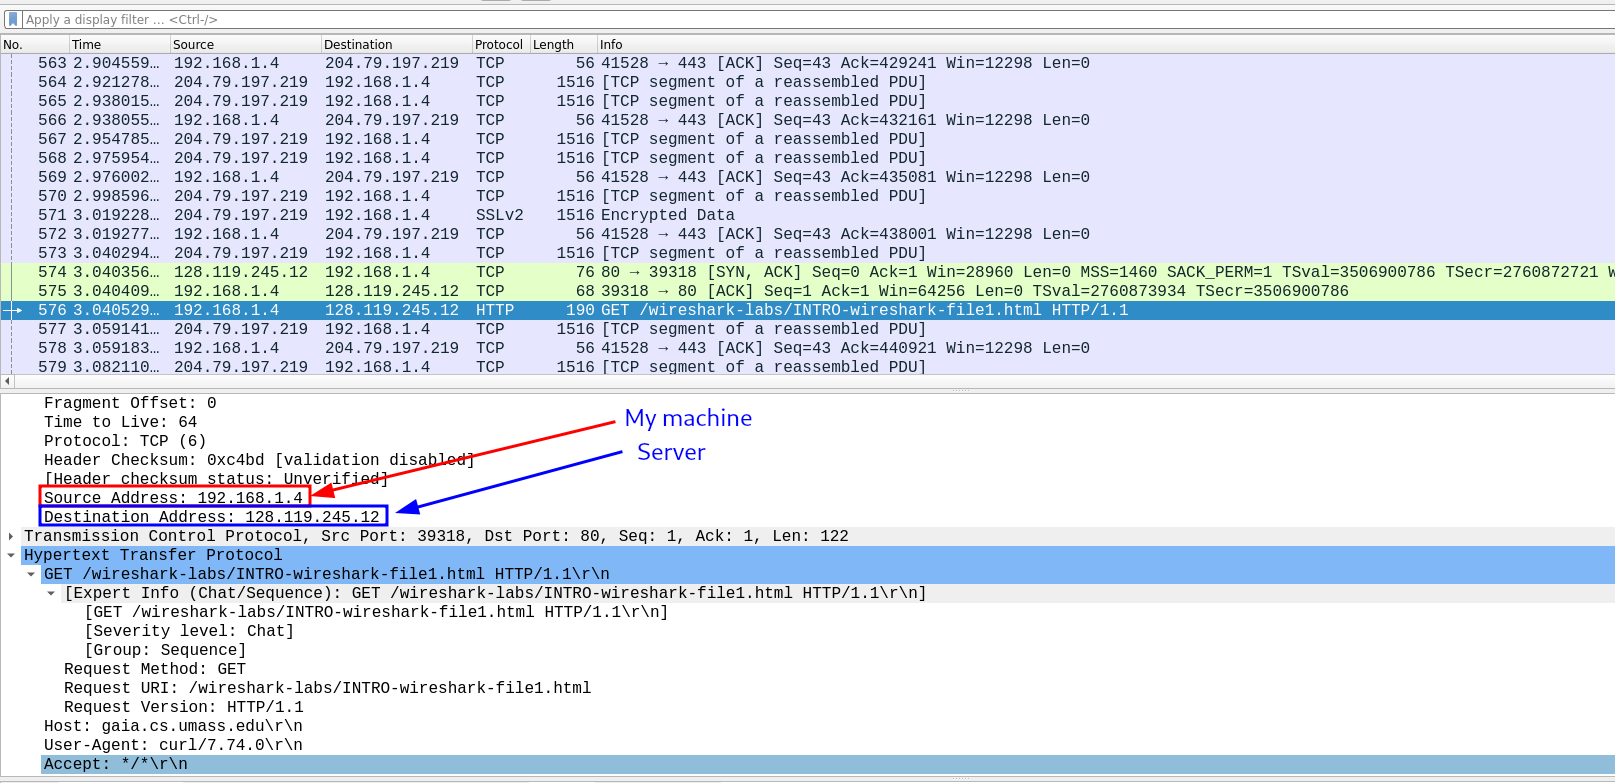 Apply a display filter … <Ctrl-/>
No. Time Source Destination Protocol Length Info
563 2.904559… 192.168.1.4 204.79.197.219 TCP 56 41528 → 443 [ACK] Seq=43 Ack=429241 Win=12298 Len=0
564 2.921278… 204.79.197.219 192.168.1.4 TCP 1516 [TCP segment of a reassembled PDU]
565 2.938015… 204.79.197.219 192.168.1.4 TCP 1516 [TCP segment of a reassembled PDU]
566 2.938055… 192.168.1.4 204.79.197.219 TCP 56 41528 → 443 [ACK] Seq=43 Ack=432161 Win=12298 Len=0
567 2.954785… 204.79.197.219 192.168.1.4 TCP 1516 [TCP segment of a reassembled PDU]
568 2.975954… 204.79.197.219 192.168.1.4 TCP 1516 [TCP segment of a reassembled PDU]
569 2.976002… 192.168.1.4 204.79.197.219 TCP 56 41528 → 443 [ACK] Seq=43 Ack=435081 Win=12298 Len=0
570 2.998596… 204.79.197.219 192.168.1.4 TCP 1516 [TCP segment of a reassembled PDU]
571 3.019228… 204.79.197.219 192.168.1.4 SSLv2 1516 Encrypted Data
572 3.019277… 192.168.1.4 204.79.197.219 TCP 56 41528 → 443 [ACK] Seq=43 Ack=438001 Win=12298 Len=0
573 3.040294… 204.79.197.219 192.168.1.4 TCP 1516 [TCP segment of a reassembled PDU]
574 3.040356… 128.119.245.12 192.168.1.4 TCP 76 80 → 39318 [SYN, ACK] Seq=0 Ack=1 Win=28960 Len=0 MSS=1460 SACK_PERM=1 TSval=3506900786 TSecr=2760872721 W
575 3.040409… 192.168.1.4 128.119.245.12 TCP 68 39318 → 80 [ACK] Seq=1 Ack=1 Win=64256 Len=0 TSval=2760873934 TSecr=3506900786
576 3.040529… 192.168.1.4 128.119.245.12 HTTP 190 GET /wireshark-labs/INTRO-wireshark-file1.html HTTP/1.1
577 3.059141… 204.79.197.219 192.168.1.4 TCP 1516 [TCP segment of a reassembled PDU]
578 3.059183… 192.168.1.4 204.79.197.219 TCP 56 41528 → 443 [ACK] Seq=43 Ack=440921 Win=12298 Len=0
579 3.082110… 204.79.197.219 192.168.1.4 TCP 1516 [TCP segment of a reassembled PDU]
Fragment Offset: 0
My machine
Time to Live: 64
Protocol: TCP (6)
Server
Header Checksum: 0xc4bd [validation disabled]
[Header checksum status: Unverified]
Source Address: 192.168.1.4
Destination Address: 128.119.245.12
Transmission Control Protocol, Src Port: 39318, Dst Port: 80, Seq: 1, Ack: 1, Len: 122
Hypertext Transfer Protocol
GET /wireshark-labs/INTRO-wireshark-file1.html HTTP/1.1\r\n
[Expert Info (Chat/Sequence): GET /wireshark-labs/INTRO-wireshark-file1.html HTTP/1.1\r\n]
[GET /wireshark-labs/INTRO-wireshark-file1.html HTTP/1.1\r\n]
[Severity level: Chat]
[Group: Sequence]
Request Method: GET
Request URI: /wireshark-labs/INTRO-wireshark-file1.html
Request Version: HTTP/1.1
Host: gaia.cs.umass.edu\r\n
User-Agent: curl/7.74.0\r\n
Accept: */*\r\n